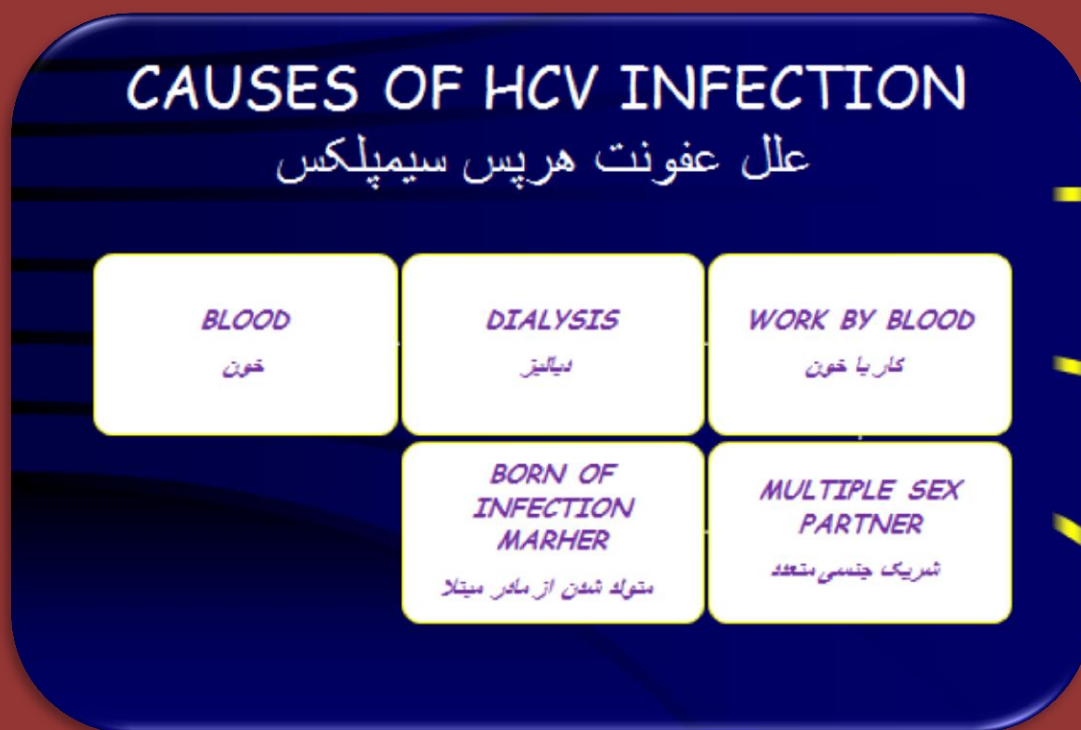 CAUSES OF HCV INFECTION
علل عفونت هرپس سیمپلکس
BLOOD
خون
DIALYSIS
دیالیز
WORK BY BLOOD
کار با خون
BORN OF
INFECTION
MARHER
متولد شدن از مادر مبتلا
MULTIPLE SEX
PARTNER
شریک جنسی متعدد